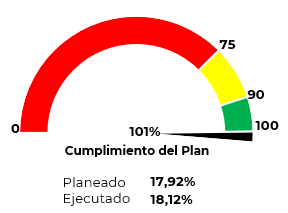 75
90
0
101%
100
Cumplimiento del Plan
Planeado 17,92%
Ejecutado 18,12%